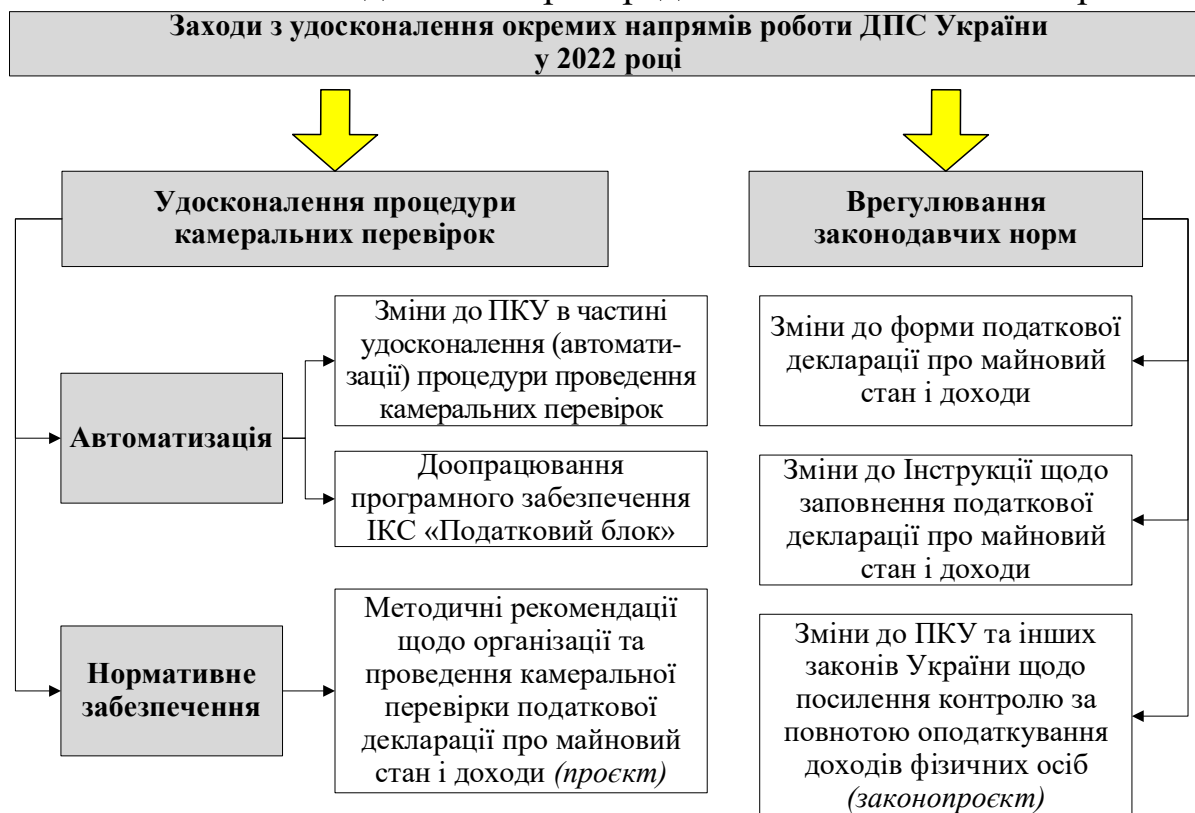 Заходи з удосконалення окремих напрямів роботи ДПС України
у 2022 році
Удосконалення процедури
камеральних перевірок
Врегулювання
законодавчих норм
Автоматизація
Зміни до ПКУ в частині
удосконалення (автомати-
зації) процедури проведення
камеральних перевірок
Доопрацювання
програмного забезпечення
ІКС «Податковий блок»
Нормативне
забезпечення
Методичні рекомендації
щодо організації та
проведення камеральної
перевірки податкової
декларації про майновий
стан і доходи (проєкт)
Зміни до форми податкової
декларації про майновий
стан і доходи
Зміни до Інструкції щодо
заповнення податкової
декларації про майновий
стан і доходи
Зміни до ПКУ та інших
законів України щодо
посилення контролю за
повнотою оподаткування
доходів фізичних осіб
(законопроєкт)